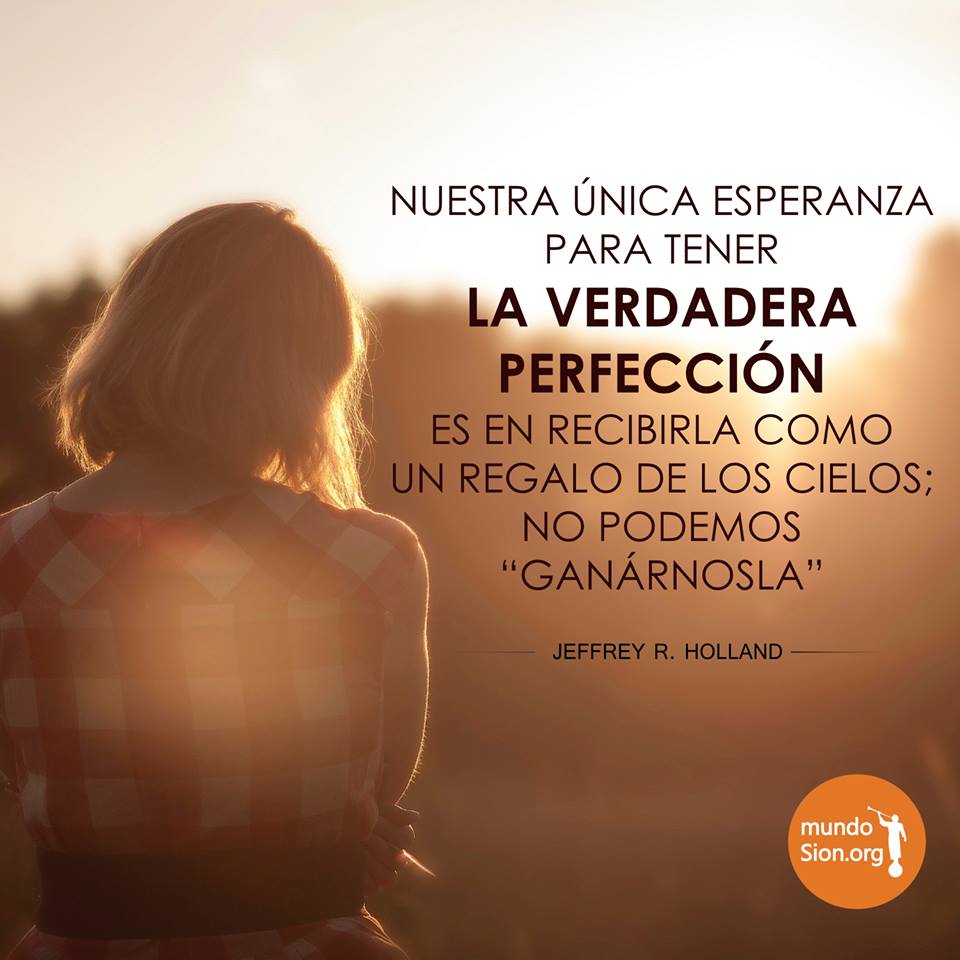 NUESTRA ÚNICA ESPERANZA
PARA TENER
LA VERDADERA
PERFECCIÓN
ES EN RECIBIRLA COMO
UN REGALO DE LOS CIELOS;
NO PODEMOS
“GANÁRNOSLA”
JEFFREY R. HOLLAND
mundo
Sion.org